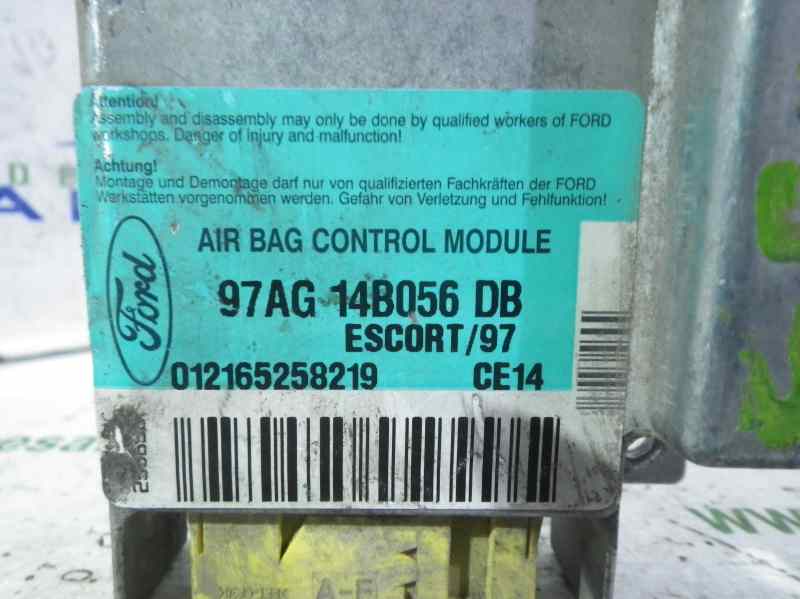 Attention!
Assembly and disassembly may only be done by qualified workers of FORD
workshops. Danger of injury and malfunction!
Achtung!
Montage und Demontage darf nur von qualifizierten Fachkräften der FORD
Werkstätten vorgenommen werden. Gefahr von Verletzung und Fehlfunktion!
AIR BAG CONTROL MODULE
Ford
97AG 14B056 DB
ESCORT/97
012165258219 CE14
A-F
www.